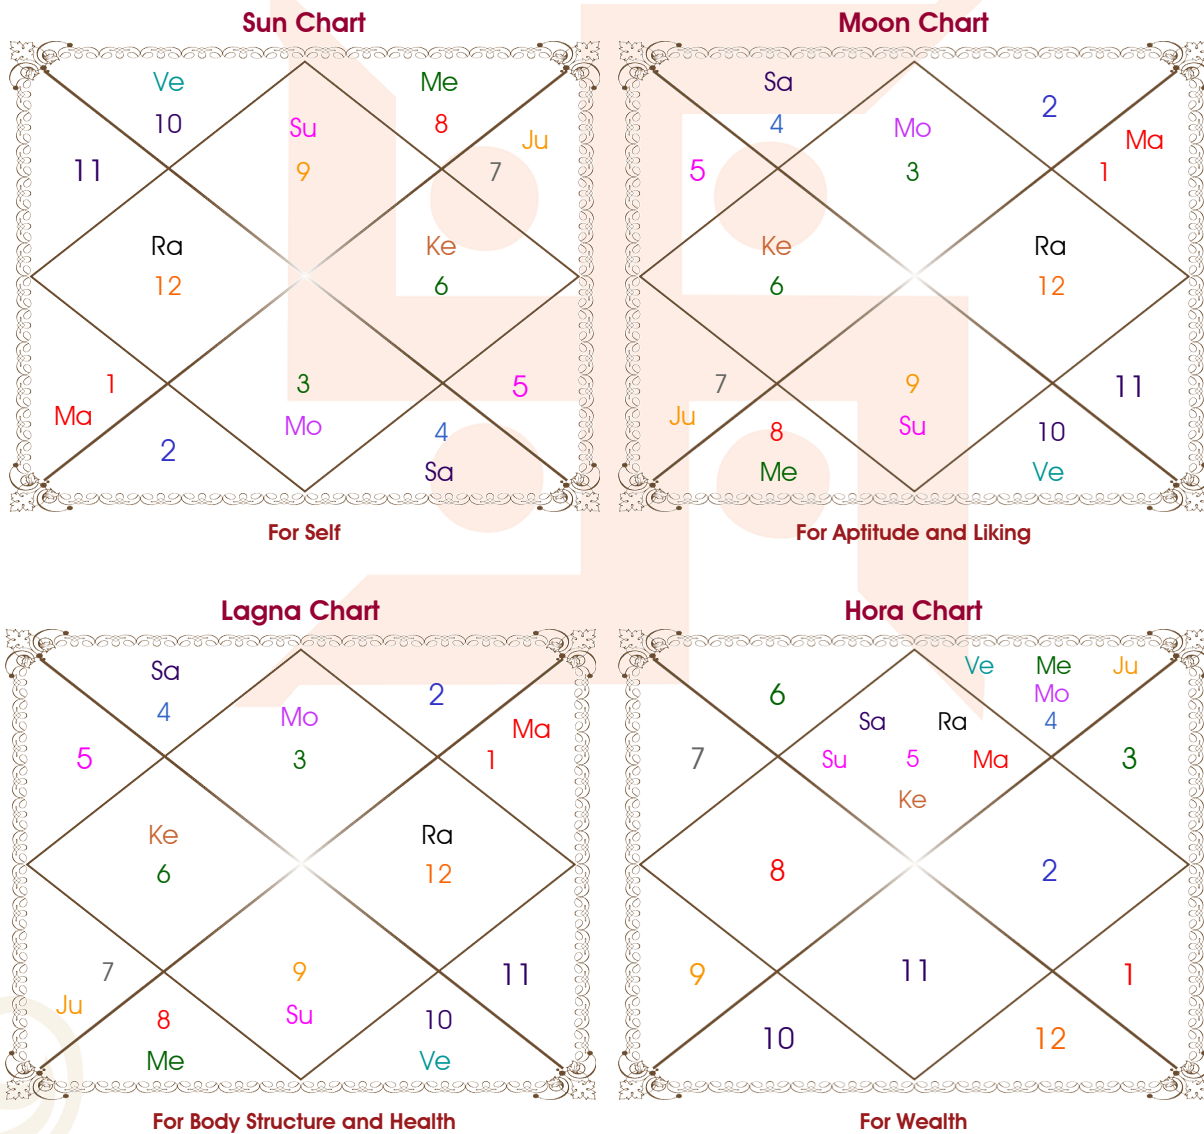 Sun Chart
Ve
Me
10
Su
8
Ju
11
9
7
Ra
Ke
12
6
1
3
5
Ma
Mo
4
2
Sa
For Self
Moon Chart
Sa
2
4
Mo
Ma
5
3
1
Ke
Ra
6
12
7
9
11
Ju
Su
8
10
Me
Ve
For Aptitude and Liking
Lagna Chart
Sa
2
4
Mo
Ma
5
3
1
Ke
Ra
6
12
7
9
11
Ju
Su
8
10
Me
Ve
For Body Structure and Health
Hora Chart
Ve Me Ju
6
Mo
Sa Ra 4
7
Su 5 Ma
3
Ke
8
2
9
11
1
10
12
For Wealth